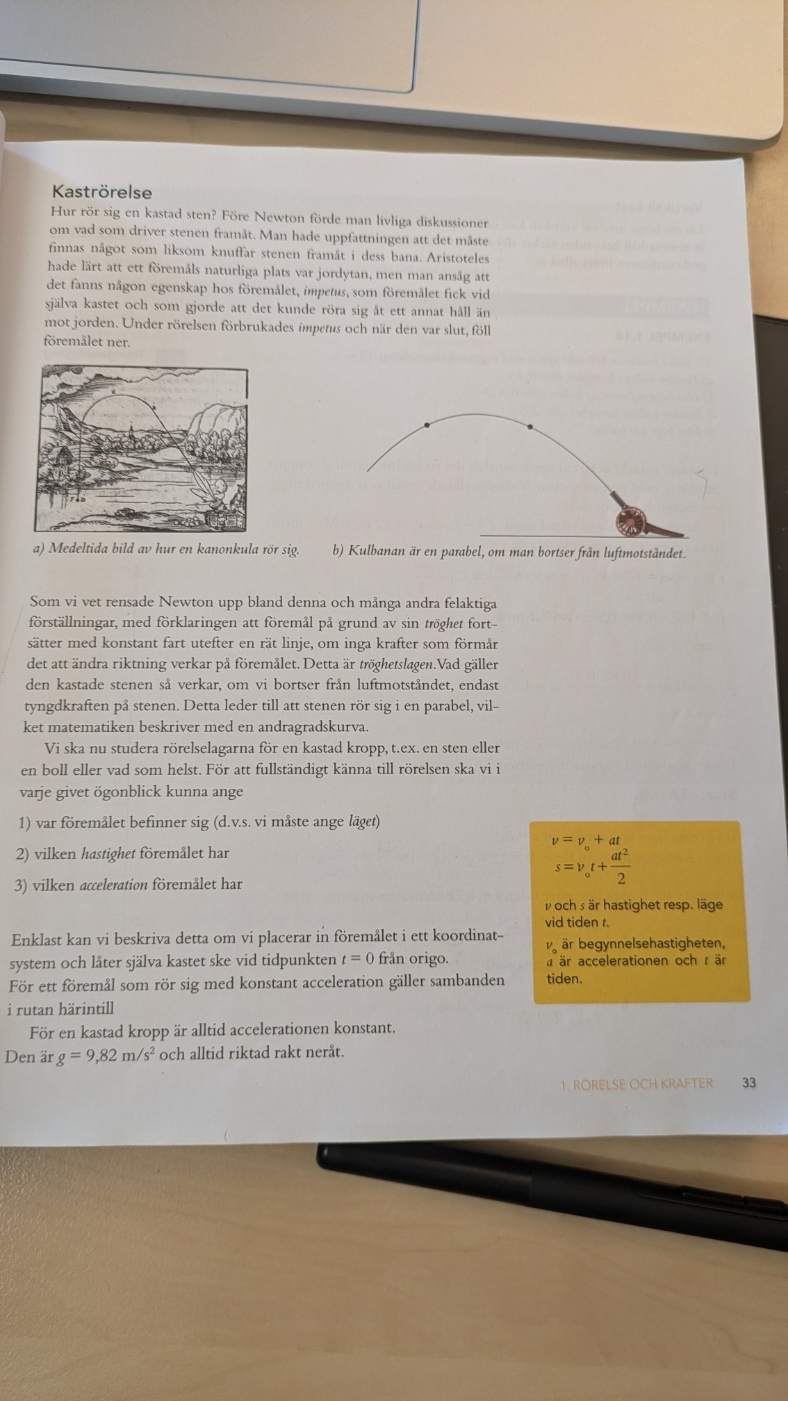 Kaströrelse
Hur rör sig en kastad sten? Före Newton förde man livliga diskussioner
om vad som driver stenen framåt. Man hade uppfattningen att det måste
finnas något som liksom knuffar stenen framåt i dess bana. Aristoteles
hade lärt att ett föremåls naturliga plats var jordytan, men man ansåg att
det fanns någon egenskap hos föremålet, impetus, som föremålet fick vid
själva kastet och som gjorde att det kunde röra sig åt ett annat håll än
mot jorden. Under rörelsen förbrukades impetus och när den var slut, föll
föremålet ner.
a) Medeltida bild av hur en kanonkula rör sig.
b) Kulbanan är en parabel, om man bortser från luftmotståndet.
Som vi vet rensade Newton upp bland denna och många andra felaktiga
förställningar, med förklaringen att föremål på grund av sin tröghet fort-
sätter med konstant fart utefter en rät linje, om inga krafter som förmår
det att ändra riktning verkar på föremålet. Detta är tröghetslagen. Vad gäller
den kastade stenen så verkar, om vi bortser från luftmotståndet, endast
tyngdkraften på stenen. Detta leder till att stenen rör sig i en parabel, vil-
ket matematiken beskriver med en andragradskurva.
Vi ska nu studera rörelselagarna för en kastad kropp, t.ex. en sten eller
en boll eller vad som helst. För att fullständigt känna till rörelsen ska vi i
varje givet ögonblick kunna ange
1) var föremålet befinner sig (d.v.s. vi måste ange läget)
2) vilken hastighet föremålet har
3) vilken acceleration föremålet har
Enklast kan vi beskriva detta om vi placerar in föremålet i ett koordinat-
system och låter själva kastet ske vid tidpunkten t = 0 från origo.
För ett föremål som rör sig med konstant acceleration gäller sambanden
i rutan härintill
För en kastad kropp är alltid accelerationen konstant.
Den är g = 9,82 m/s² och alltid riktad rakt neråt.
v = v₀ + at
s = v₀t + at²/2
v och s är hastighet resp. läge
vid tiden t.
v₀ är begynnelsehastigheten,
a är accelerationen och t är
tiden.
1. RÖRELSE OCH KRAFTER 33